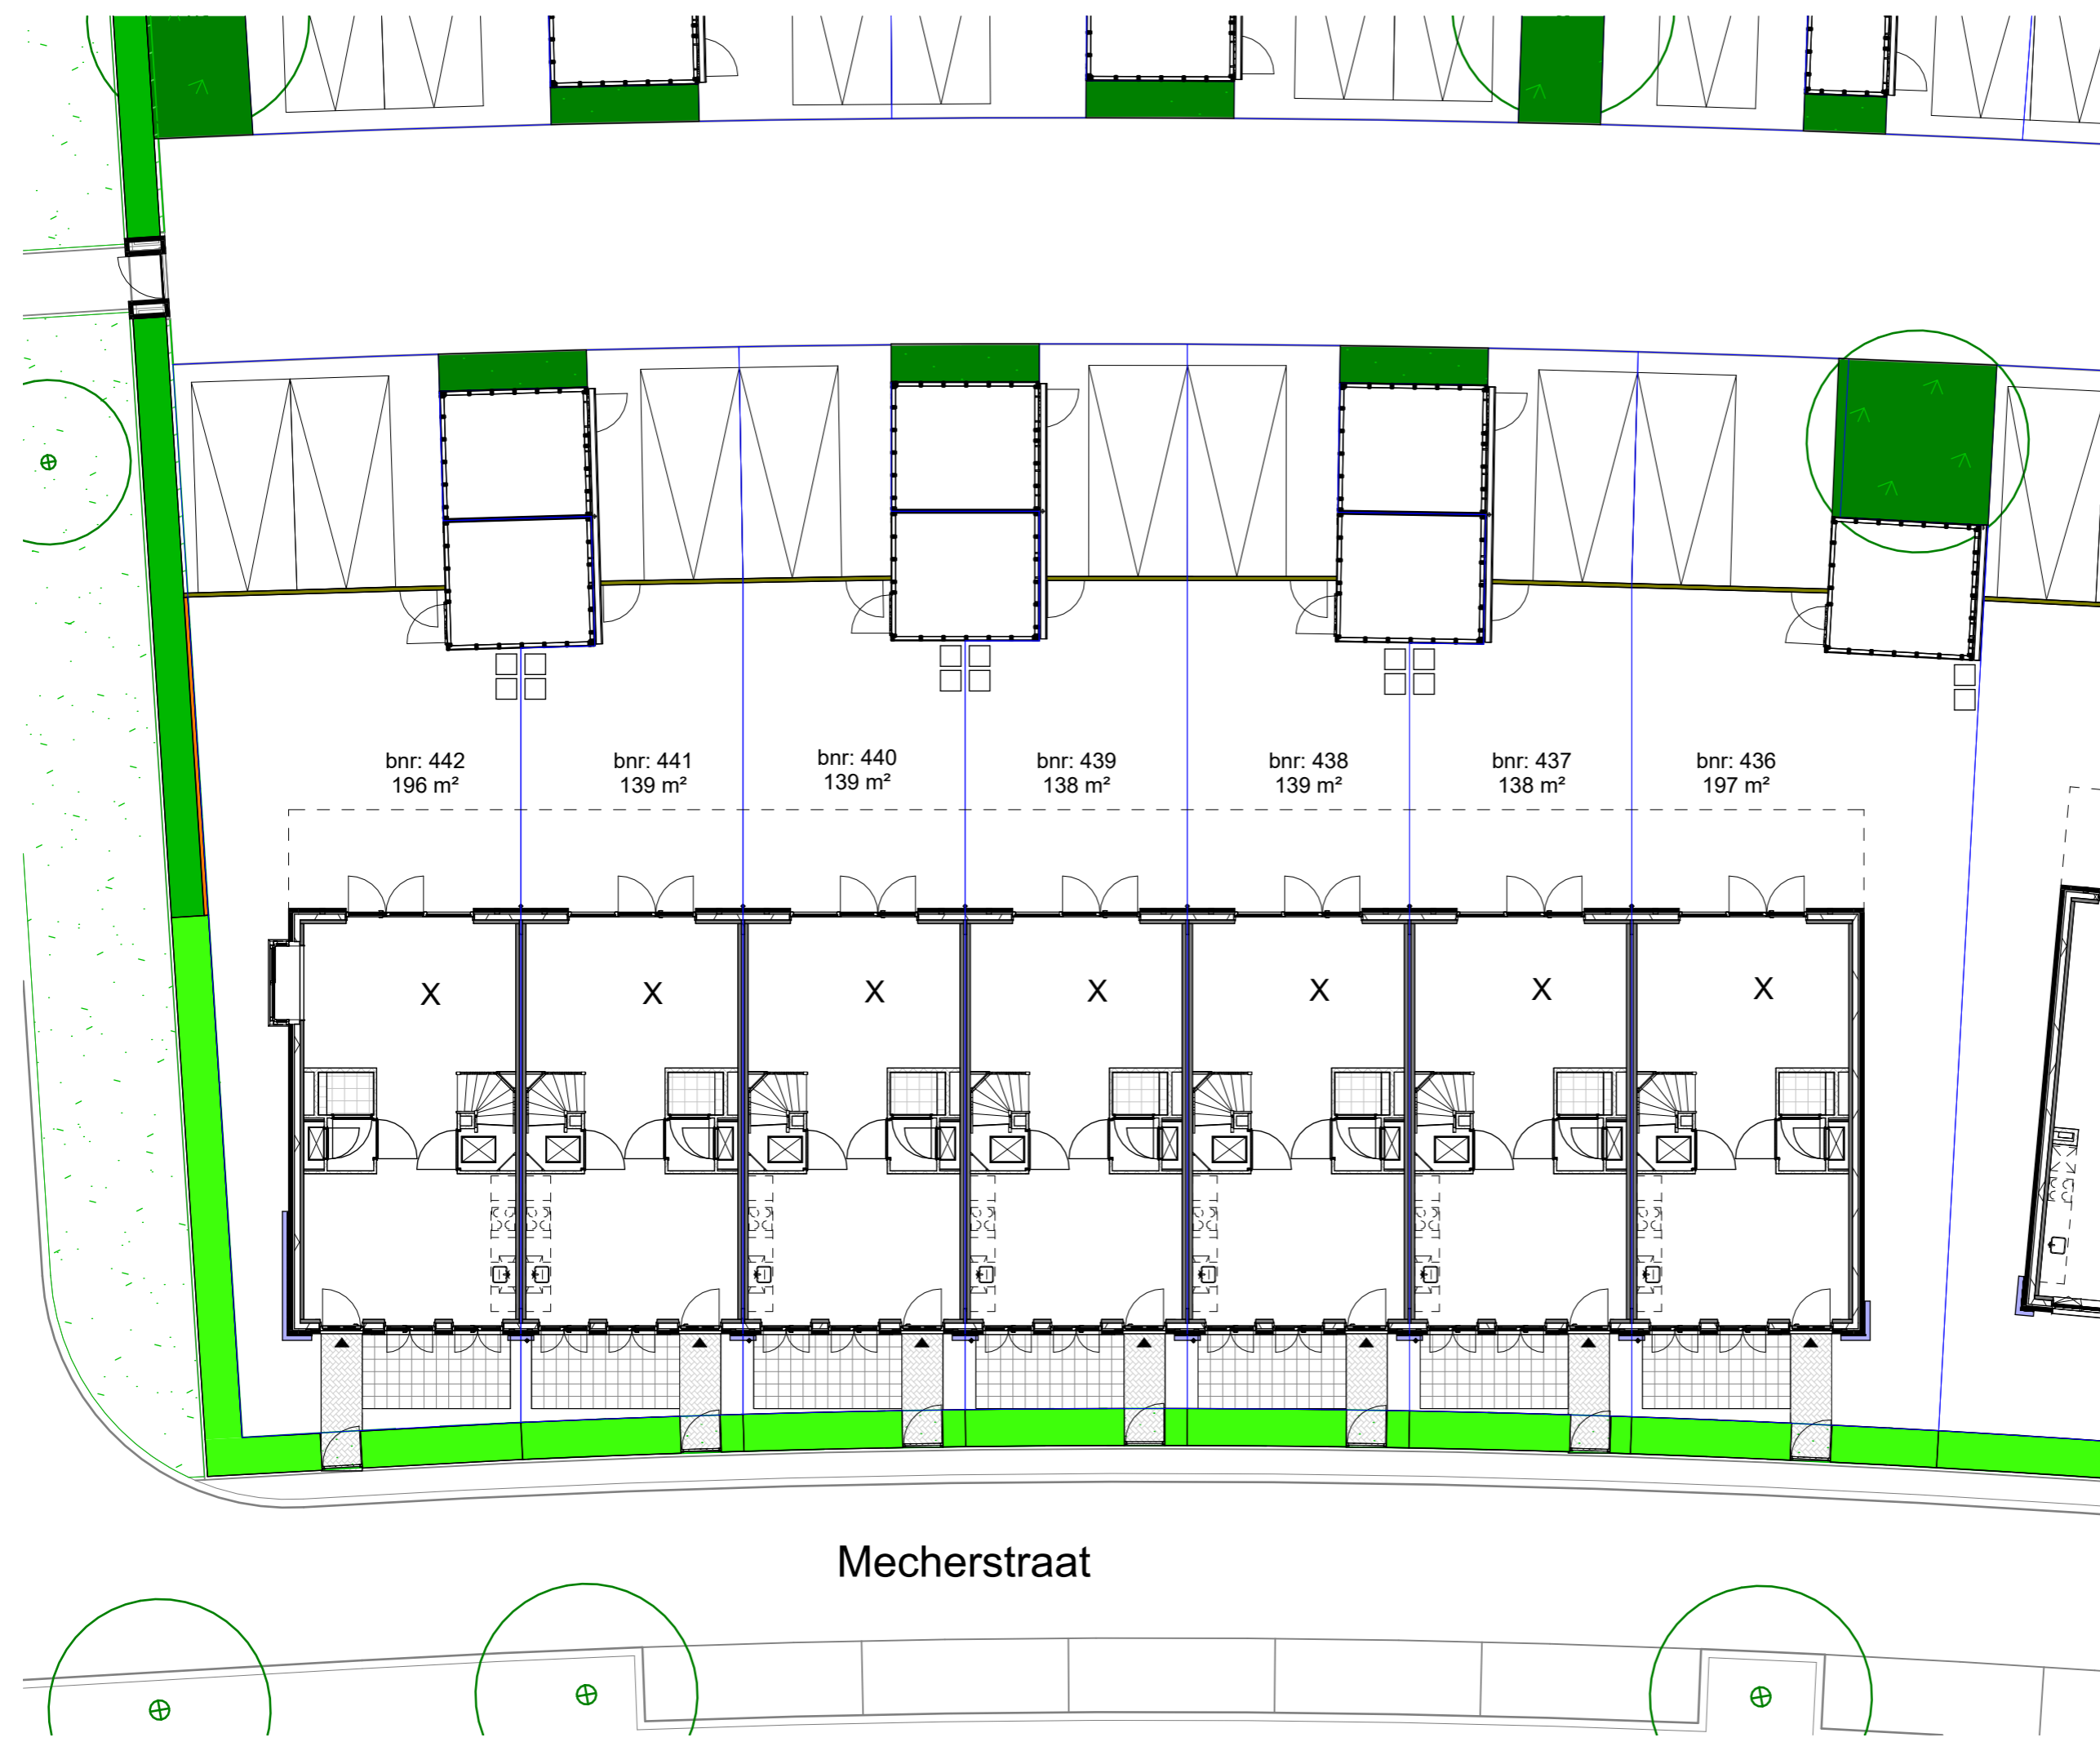 bnr: 442
196 m²
bnr: 441
139 m²
bnr: 440
139 m²
bnr: 439
138 m²
bnr: 438
139 m²
bnr: 437
138 m²
bnr: 436
197 m²
X
X
X
X
X
X
X
Mecherstraat